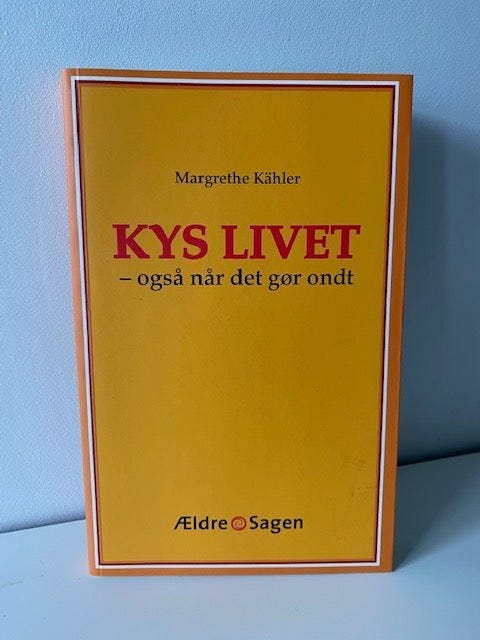 Margrethe Kähler
KYS LIVET
– også når det gør ondt
Ældre Sagen